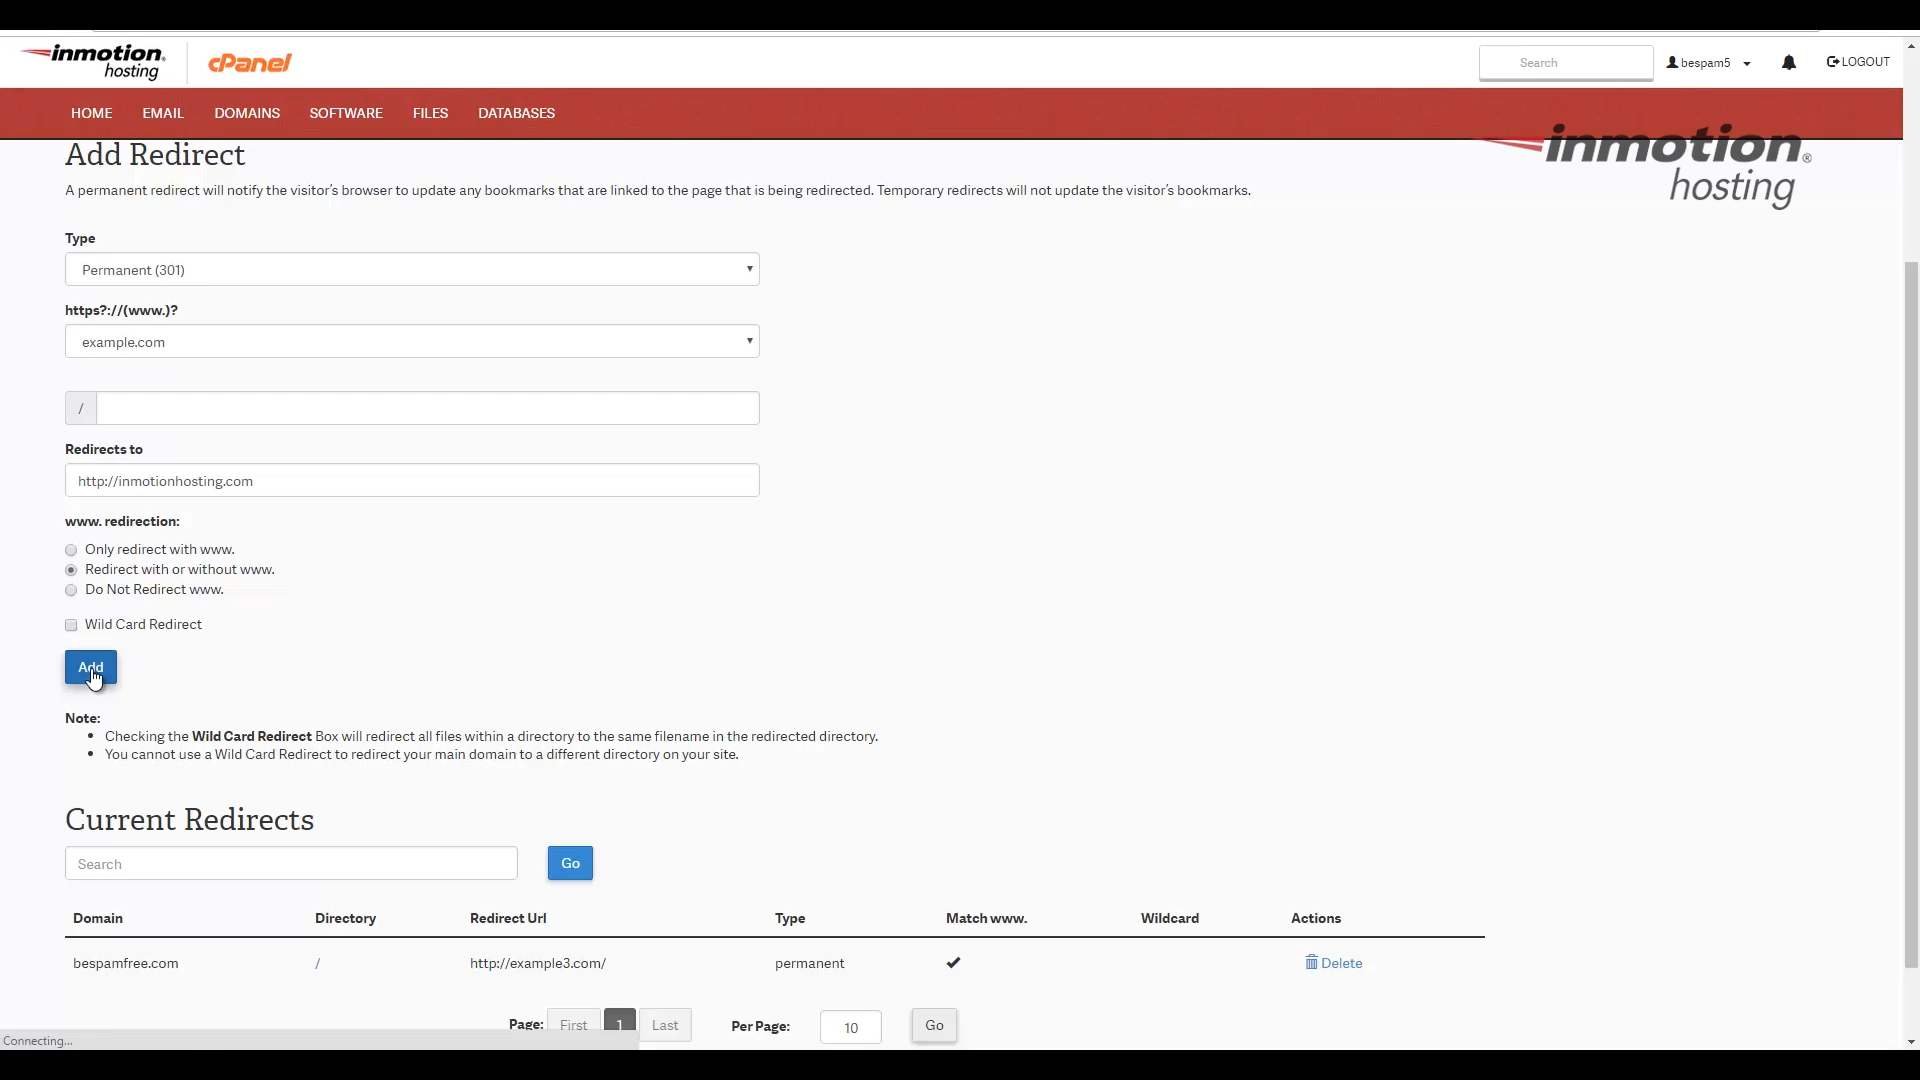 inmotion hosting® cPanel Search bespam5 LOGOUT
HOME EMAIL DOMAINS SOFTWARE FILES DATABASES
inmotion®
hosting
Add Redirect
A permanent redirect will notify the visitor's browser to update any bookmarks that are linked to the page that is being redirected. Temporary redirects will not update the visitor's bookmarks.
Type
Permanent (301)
https?://(www.)?
example.com
/
Redirects to
http://inmotionhosting.com
www. redirection:
Only redirect with www.
Redirect with or without www.
Do Not Redirect www.
Wild Card Redirect
Add
Note:
Checking the Wild Card Redirect Box will redirect all files within a directory to the same filename in the redirected directory.
You cannot use a Wild Card Redirect to redirect your main domain to a different directory on your site.
Current Redirects
Search Go
Domain Directory Redirect Url Type Match www. Wildcard Actions
bespamfree.com / http://example3.com/ permanent ✔ Delete
Page: First 1 Last Per Page: 10 Go
Connecting...